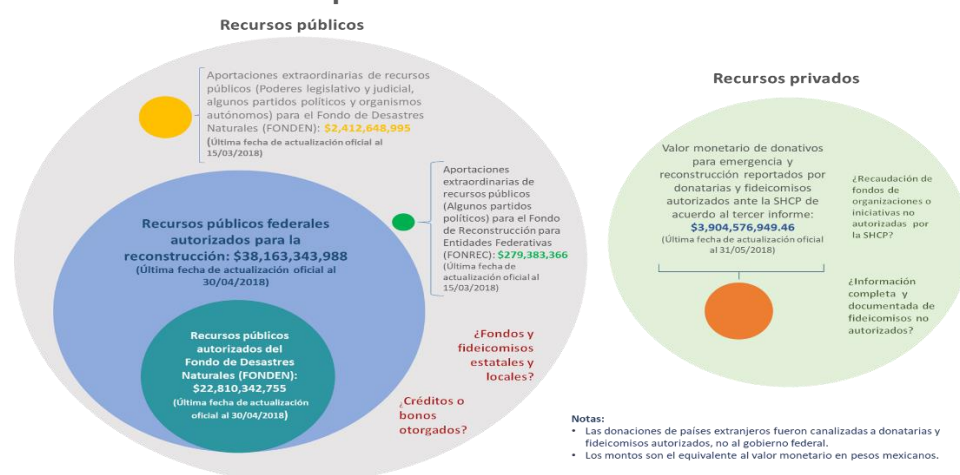 Recursos públicos
Aportaciones extraordinarias de recursos
públicos (Poderes legislativo y judicial,
algunos partidos políticos y organismos
autónomos) para el Fondo de Desastres
Naturales (FONDEN): $2,412,648,995
(Última fecha de actualización oficial al
15/03/2018)
Aportaciones
extraordinarias de
recursos públicos
(Algunos partidos
políticos) para el Fondo
de Reconstrucción para
Entidades Federativas
(FONREC): $279,383,366
(Última fecha de
actualización oficial al
15/03/2018)
Recursos públicos federales
autorizados para la
reconstrucción: $38,163,343,988
(Última fecha de actualización oficial al
30/04/2018)
Recursos públicos
autorizados del
Fondo de Desastres
Naturales (FONDEN):
$22,810,342,755
(Última fecha de actualización
oficial al 30/04/2018)
¿Fondos y
fideicomisos
estatales y
locales?
¿Créditos o
bonos
otorgados?
Recursos privados
Valor monetario de donativos
para emergencia y
reconstrucción reportados por
donatarias y fideicomisos
autorizados ante la SHCP de
acuerdo al tercer informe:
$3,904,576,949.46
(Última fecha de actualización oficial
al 31/05/2018)
¿Recaudación de
fondos de
organizaciones o
iniciativas no
autorizadas por
la SHCP?
¿Información
completa y
documentada de
fideicomisos no
autorizados?
Notas:
• Las donaciones de países extranjeros fueron canalizadas a donatarias y
fideicomisos autorizados, no al gobierno federal.
• Los montos son el equivalente al valor monetario en pesos mexicanos.